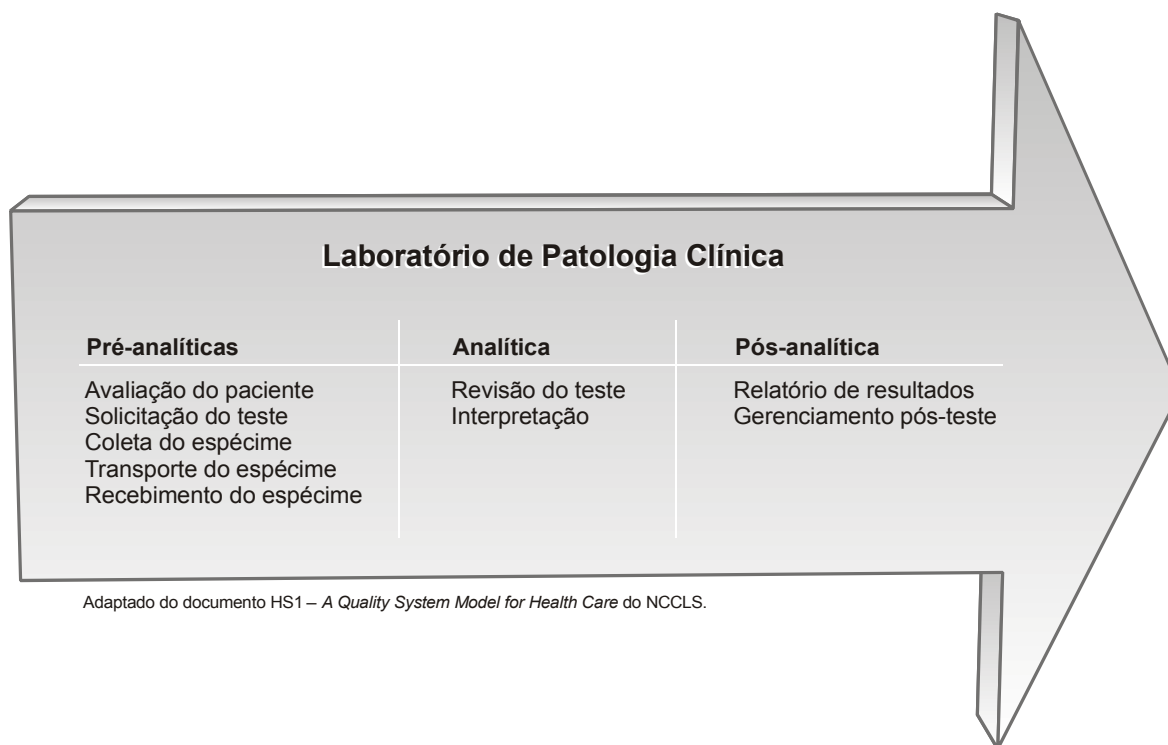 Laboratório de Patologia Clínica
Pré-analíticas
Avaliação do paciente
Solicitação do teste
Coleta do espécime
Transporte do espécime
Recebimento do espécime
Analítica
Revisão do teste
Interpretação
Pós-analítica
Relatório de resultados
Gerenciamento pós-teste
Adaptado do documento HS1 – A Quality System Model for Health Care do NCCLS.